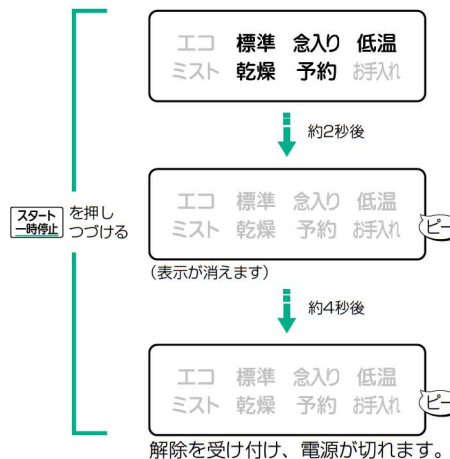 エコ 標準 念入り 低温
ミスト 乾燥 予約 お手入れ
約2秒後
スタート
一時停止
を押し
つづける
エコ 標準 念入り 低温
ミスト 乾燥 予約 お手入れ
ピー
(表示が消えます)
約4秒後
エコ 標準 念入り 低温
ミスト 乾燥 予約 お手入れ
ピー
解除を受け付け、電源が切れます。